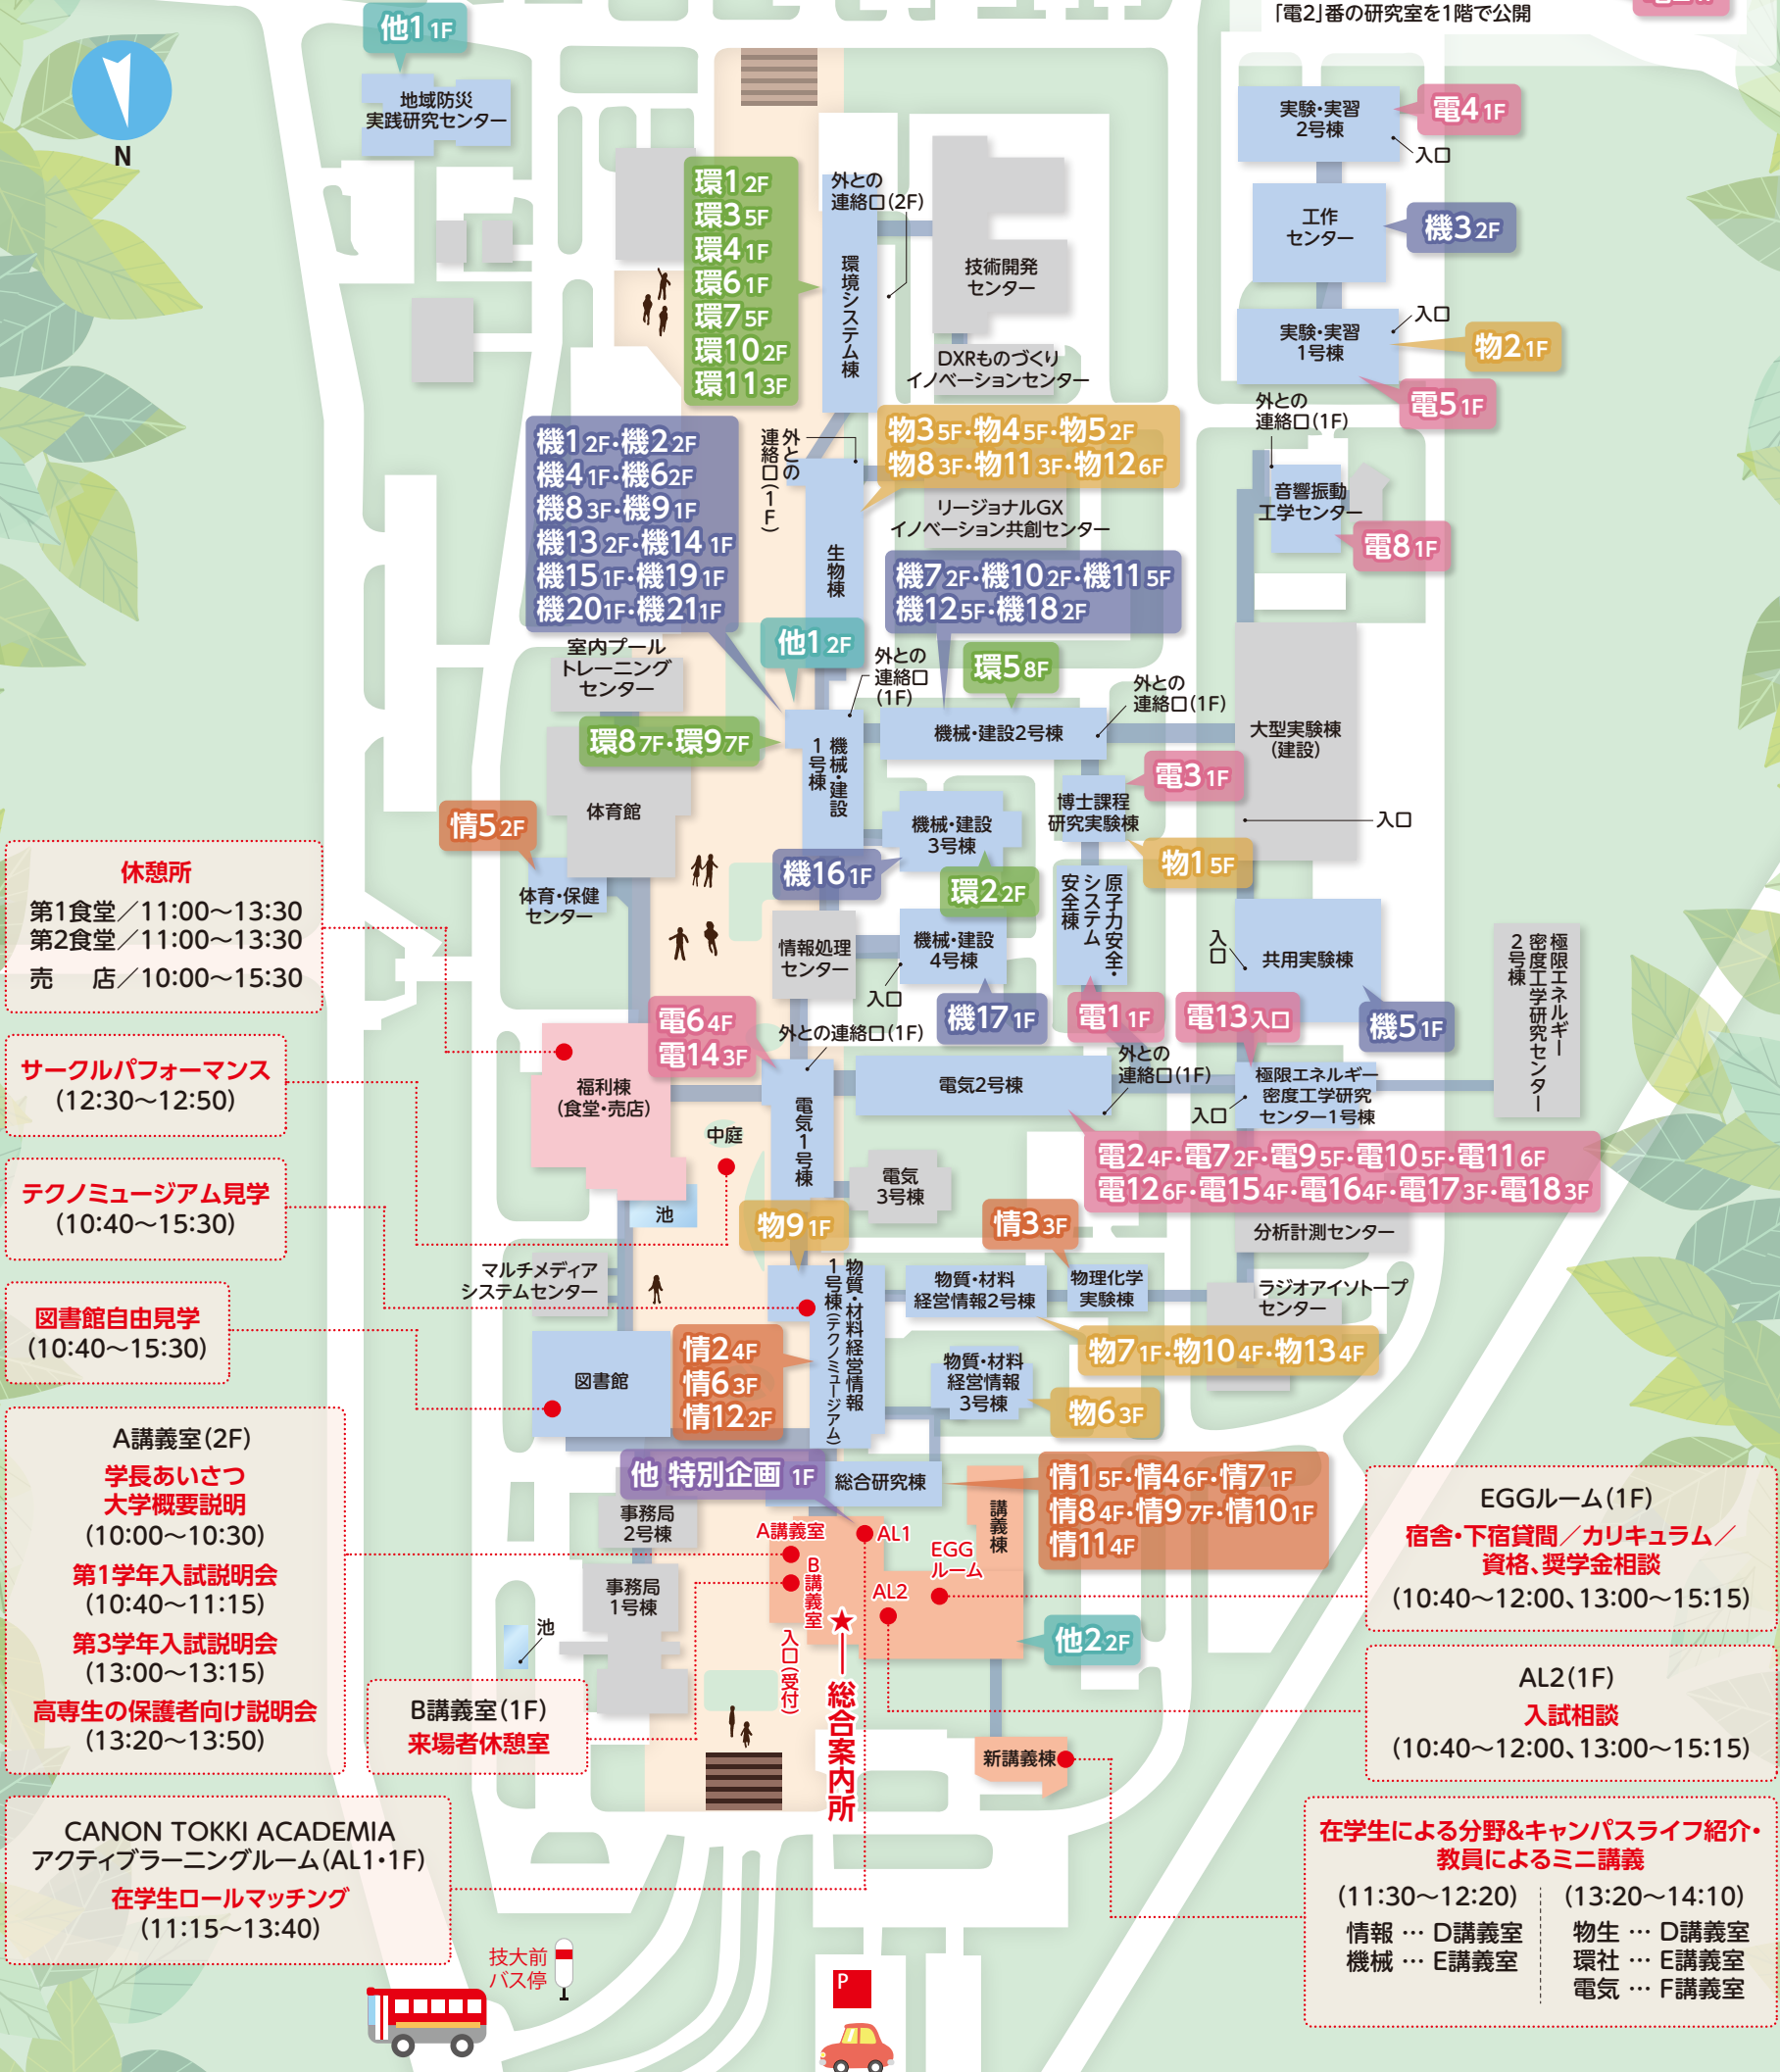 「電2」番の研究室を1階で公開
他1 1F
N
地域防災
実践研究センター
実験・実習
2号棟
電4 1F
入口
環1 2F
環3 5F
環4 1F
環6 1F
環7 5F
環10 2F
環11 3F
外との
連絡口(2F)
環境システム棟
技術開発
センター
DXRものづくり
イノベーションセンター
工作
センター
機3 2F
入口
実験・実習
1号棟
物2 1F
電5 1F
外との
連絡口(1F)
音響振動
工学センター
電8 1F
機1 2F・機2 2F
機4 1F・機6 2F
機8 3F・機9 1F
機13 2F・機14 1F
機15 1F・機19 1F
機20 1F・機21 1F
外との
連絡口(1F)
物3 5F・物4 5F・物5 2F
物8 3F・物11 3F・物12 6F
リージョナルGX
イノベーション共創センター
生物棟
機7 2F・機10 2F・機11 5F
機12 5F・機18 2F
他1 2F
室内プール
トレーニング
センター
外との
連絡口
(1F)
環5 8F
外との
連絡口(1F)
環8 7F・環9 7F
機械・建設
1号棟
機械・建設2号棟
大型実験棟
(建設)
入口
体育館
情5 2F
体育・保健
センター
電3 1F
博士課程
研究実験棟
物1 5F
機械・建設
3号棟
機16 1F
環2 2F
原子力安全・
システム
安全棟
情報処理
センター
機械・建設
4号棟
入口
機17 1F
電1 1F
電13 入口
入口
共用実験棟
機5 1F
極限エネルギー
密度工学研究センター
2号棟
休憩所
第1食堂／11:00〜13:30
第2食堂／11:00〜13:30
売　店／10:00〜15:30
サークルパフォーマンス
(12:30〜12:50)
テクノミュージアム見学
(10:40〜15:30)
図書館自由見学
(10:40〜15:30)
電6 4F
電14 3F
外との連絡口(1F)
福利棟
(食堂・売店)
電気1号棟
電気2号棟
外との
連絡口(1F)
極限エネルギー
密度工学研究
センター1号棟
入口
中庭
電気
3号棟
電2 4F・電7 2F・電9 5F・電10 5F・電11 6F
電12 6F・電15 4F・電16 4F・電17 3F・電18 3F
分析計測センター
池
物9 1F
情3 3F
マルチメディア
システムセンター
物質・材料経営情報
1号棟(テクノミュージアム)
物質・材料
経営情報2号棟
物理化学
実験棟
ラジオアイソトープ
センター
物7 1F・物10 4F・物13 4F
図書館
情2 4F
情6 3F
情12 2F
物質・材料
経営情報
3号棟
物6 3F
他 特別企画 1F
総合研究棟
情1 5F・情4 6F・情7 1F
情8 4F・情9 7F・情10 1F
情11 4F
講義棟
事務局
2号棟
事務局
1号棟
池
A講義室
AL1
B講義室
EGG
ルーム
AL2
入口(受付)
総合案内所
他2 2F
新講義棟
A講義室(2F)
学長あいさつ
大学概要説明
(10:00〜10:30)
第1学年入試説明会
(10:40〜11:15)
第3学年入試説明会
(13:00〜13:15)
高専生の保護者向け説明会
(13:20〜13:50)
B講義室(1F)
来場者休憩室
EGGルーム(1F)
宿舎・下宿貸間／カリキュラム／
資格、奨学金相談
(10:40〜12:00、13:00〜15:15)
AL2(1F)
入試相談
(10:40〜12:00、13:00〜15:15)
CANON TOKKI ACADEMIA
アクティブラーニングルーム(AL1・1F)
在学生ロールマッチング
(11:15〜13:40)
在学生による分野&キャンパスライフ紹介・
教員によるミニ講義
(11:30〜12:20)
情報 … D講義室
機械 … E講義室
(13:20〜14:10)
物生 … D講義室
環社 … E講義室
電気 … F講義室
技大前
バス停
P